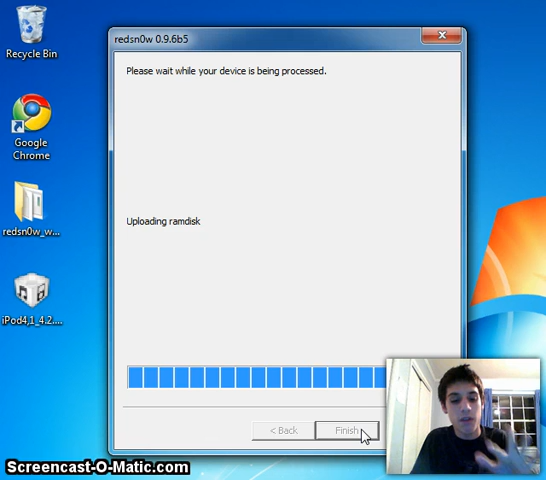 redsn0w 0.9.6b5
Recycle Bin
Please wait while your device is being processed.
Google
Chrome
Uploading ramdisk
redsn0w_w...
iPod4,1_4.2....
< Back
Finish
Screencast-O-Matic.com